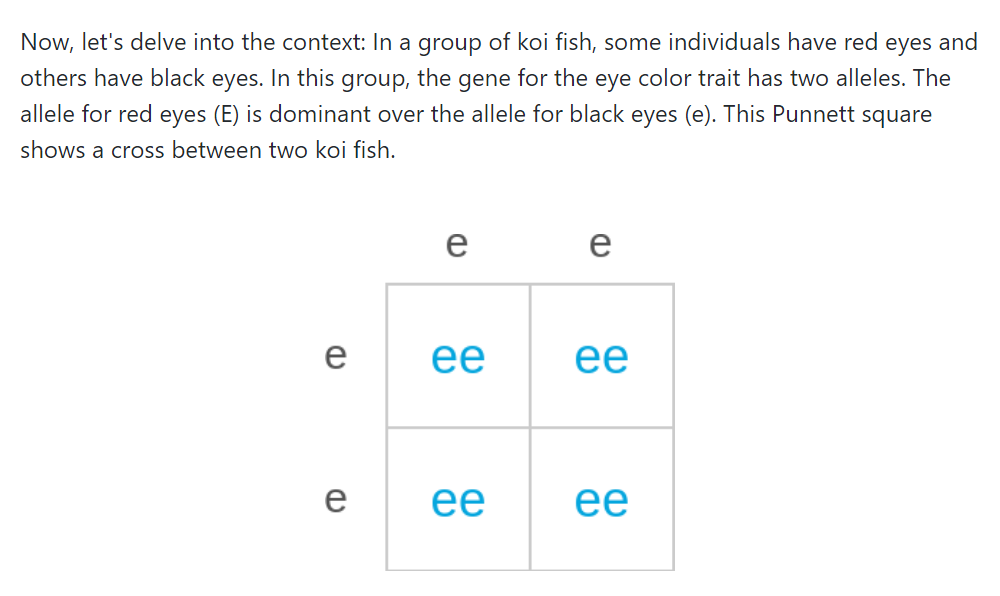 Now, let's delve into the context: In a group of koi fish, some individuals have red eyes and
others have black eyes. In this group, the gene for the eye color trait has two alleles. The
allele for red eyes (E) is dominant over the allele for black eyes (e). This Punnett square
shows a cross between two koi fish.
e e
e ee ee
e ee ee